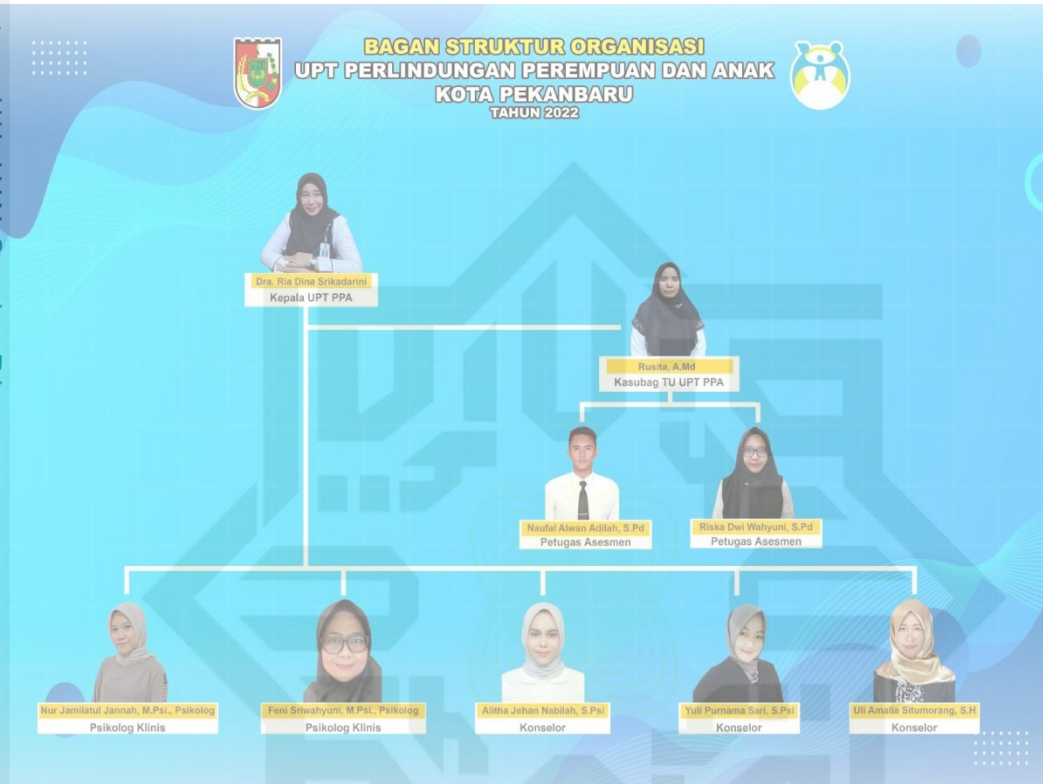 BAGAN STRUKTUR ORGANISASI
UPT PERLINDUNGAN PEREMPUAN DAN ANAK
KOTA PEKANBARU
TAHUN 2022
Dra. Ria Dina Srikadarini
Kepala UPT PPA
Rusita, A.Md
Kasubag TU UPT PPA
Naufal Alwan Adilah, S.Pd
Petugas Asesmen
Riska Dwi Wahyuni, S.Pd
Petugas Asesmen
Nur Jamilatul Jannah, M.Psi., Psikolog
Psikolog Klinis
Feni Sriwahyuni, M.Psi., Psikolog
Psikolog Klinis
Alitha Jehan Nabilah, S.Psi
Konselor
Yuli Purnama Sari, S.Psi
Konselor
Uli Amalia Situmorang, S.H
Konselor